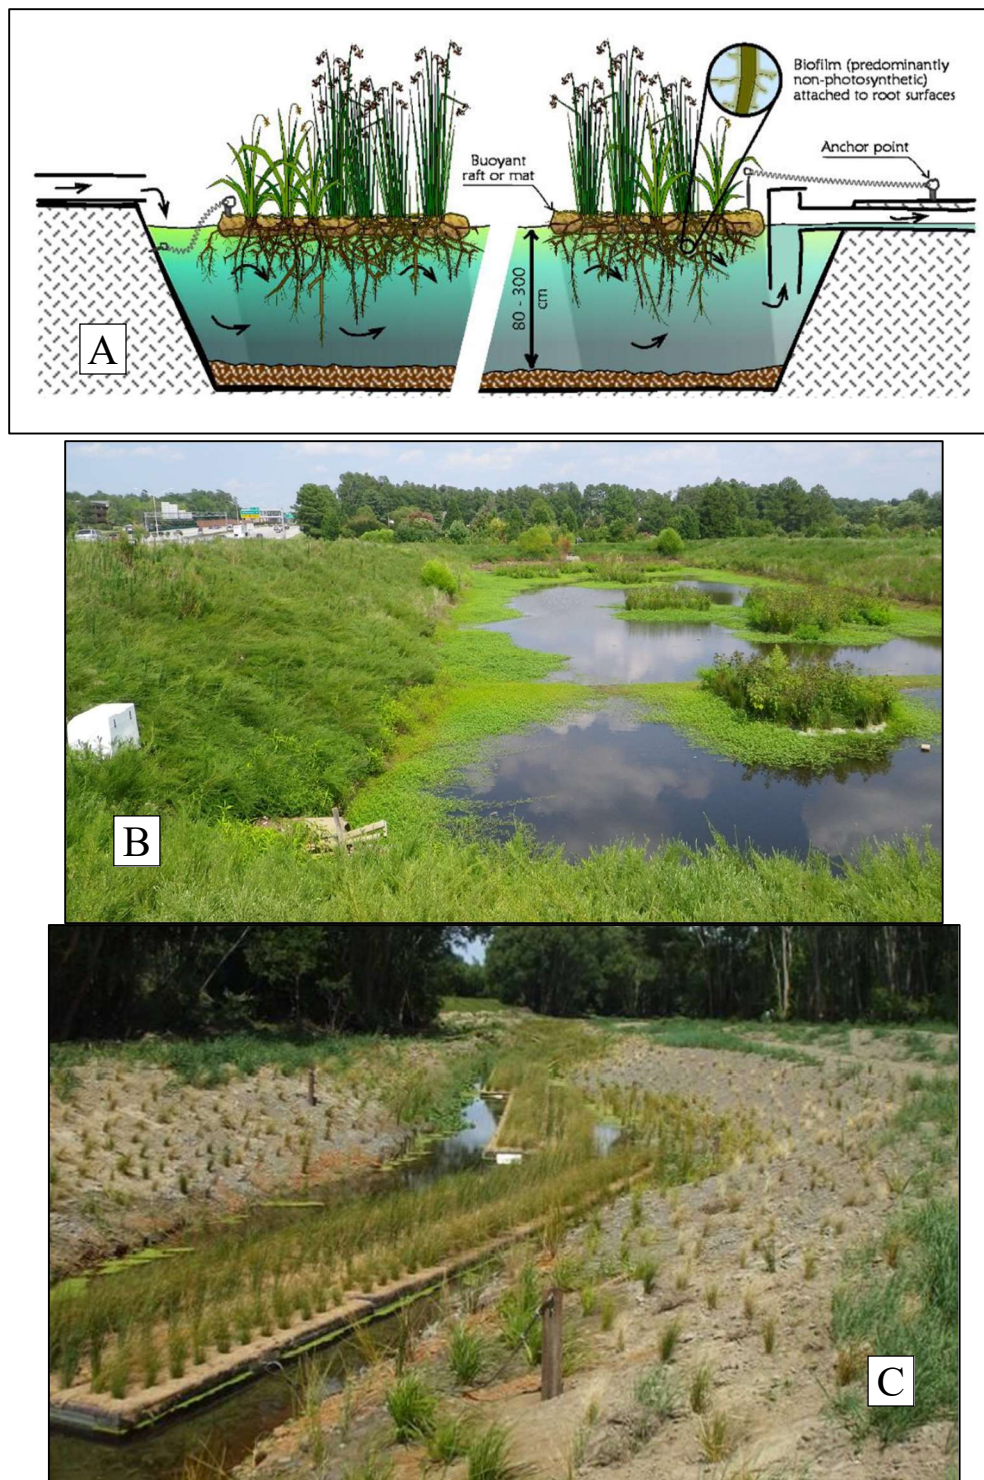 Biofilm (predominantly
non-photosynthetic)
attached to root surfaces
Buoyant
raft or mat
Anchor point
80 - 300
cm
A
B
C